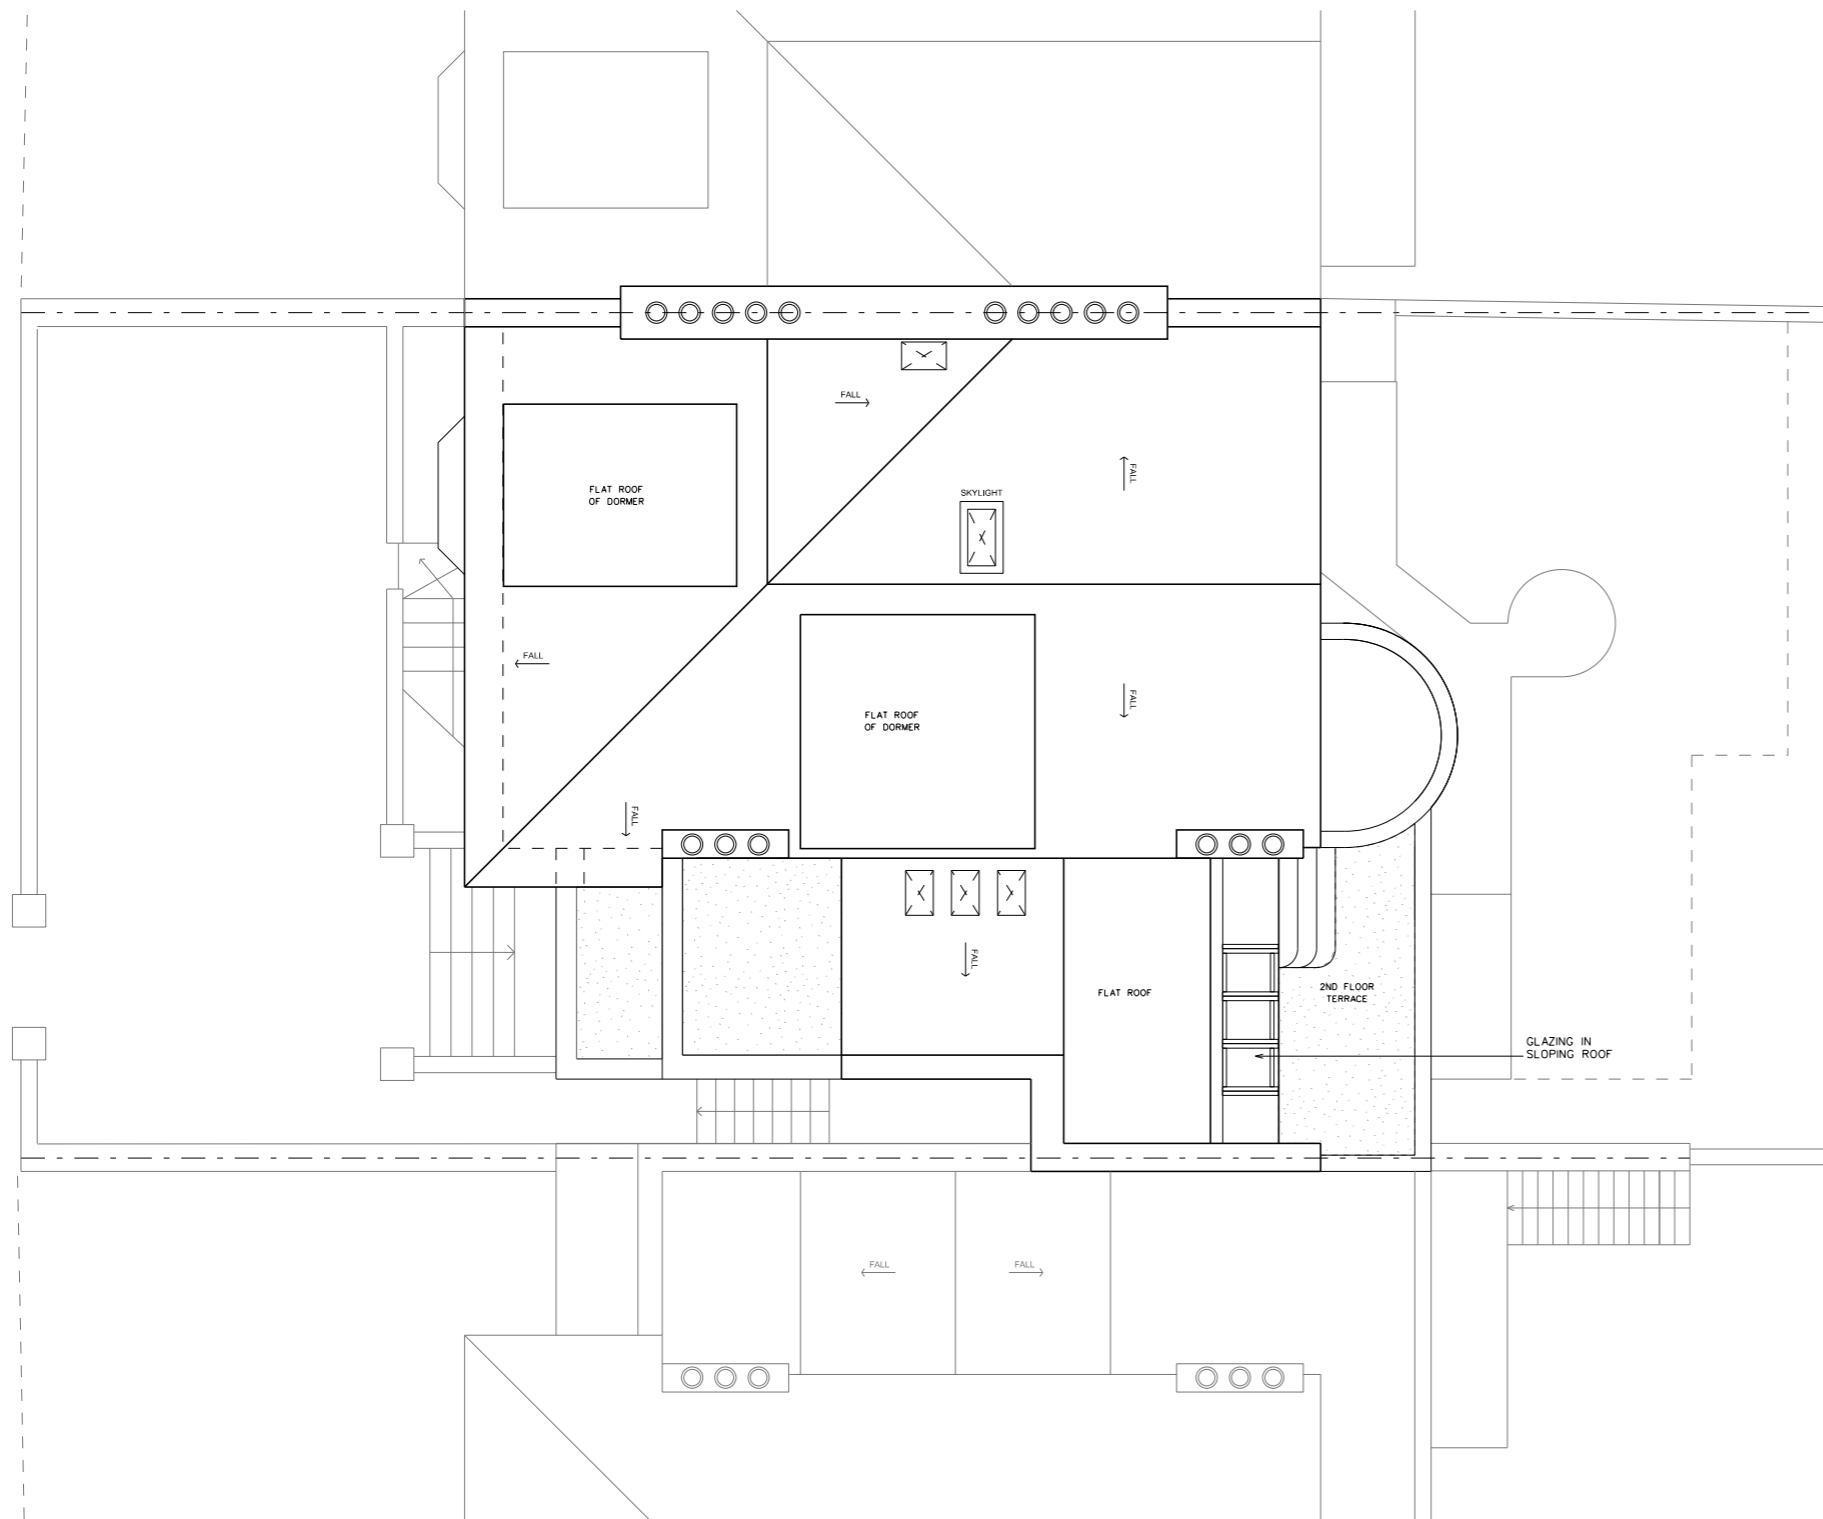 FALL
FLAT ROOF
OF DORMER
SKYLIGHT
FALL
FALL
FLAT ROOF
OF DORMER
FALL
FALL
FALL
FLAT ROOF
2ND FLOOR
TERRACE
GLAZING IN
SLOPING ROOF
FALL
FALL